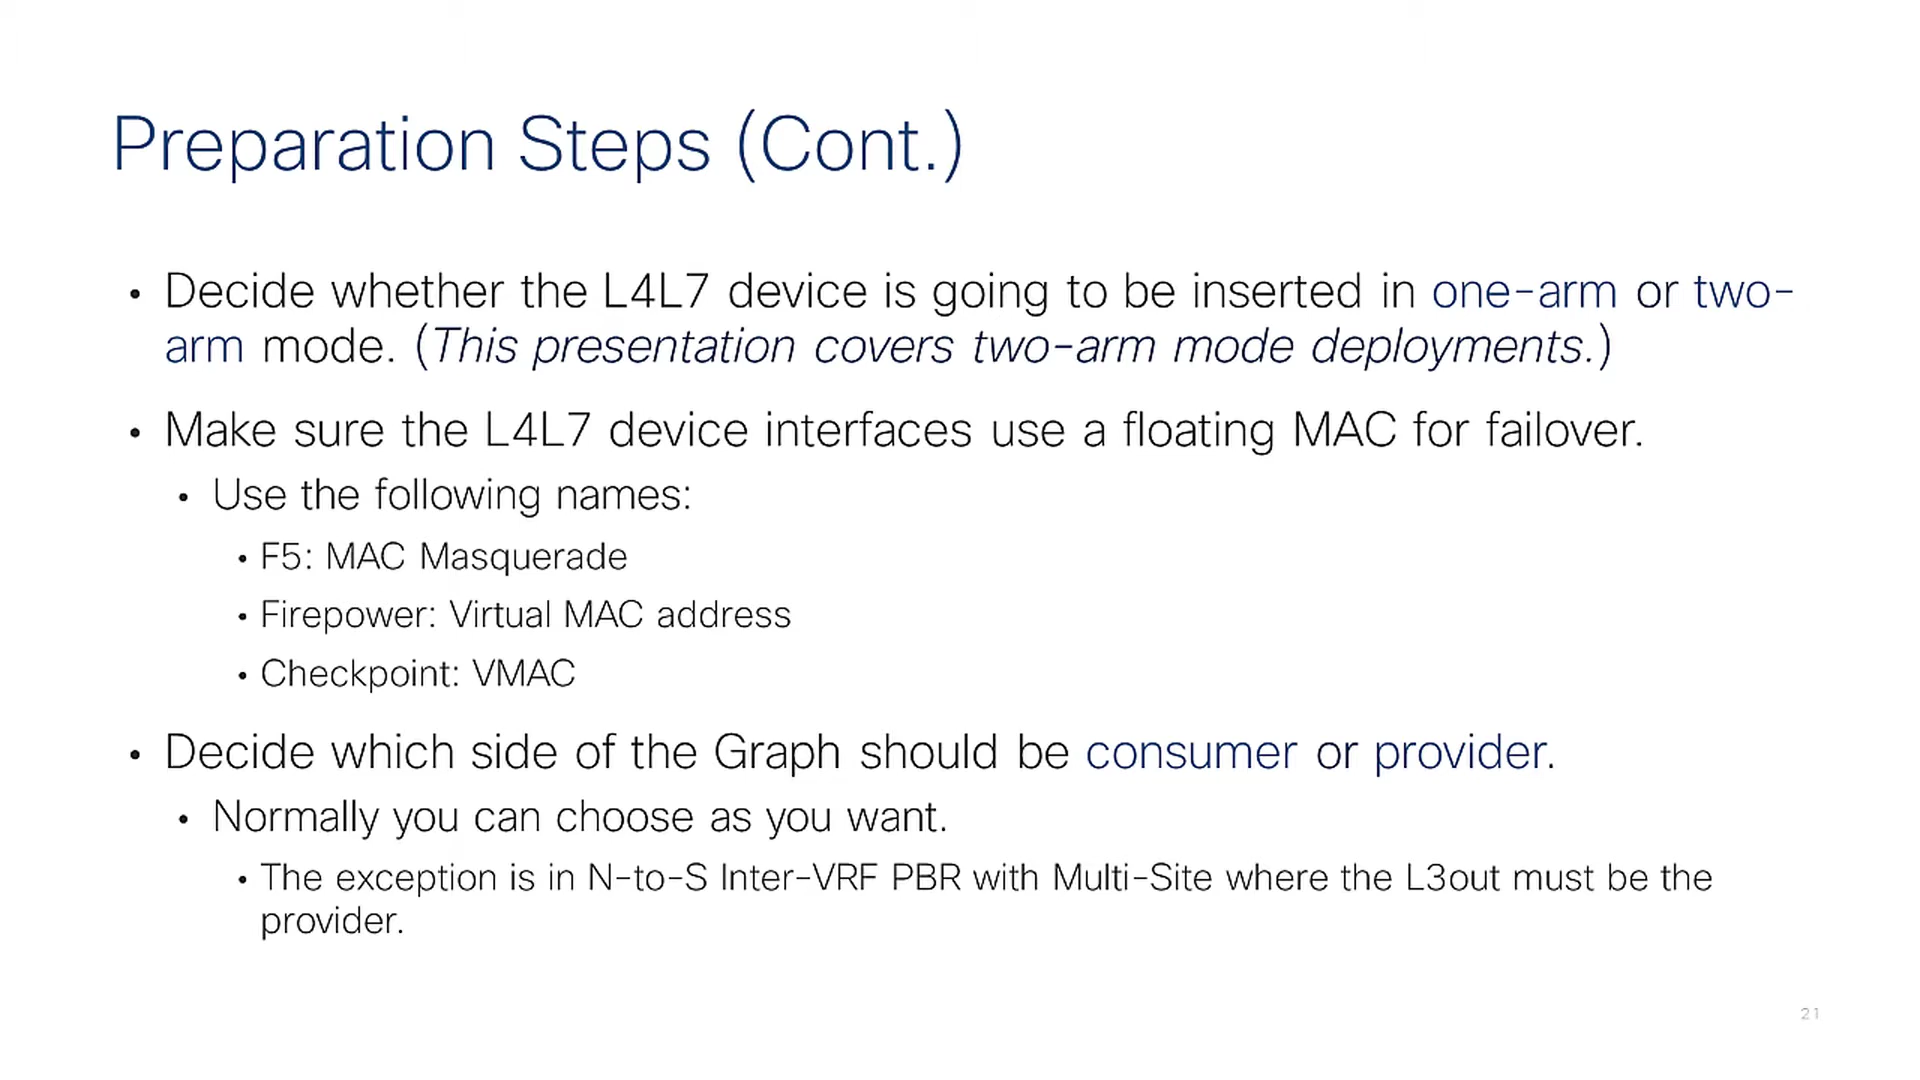 Preparation Steps (Cont.)
• Decide whether the L4L7 device is going to be inserted in one-arm or two-
arm mode. (This presentation covers two-arm mode deployments.)
• Make sure the L4L7 device interfaces use a floating MAC for failover.
• Use the following names:
• F5: MAC Masquerade
• Firepower: Virtual MAC address
• Checkpoint: VMAC
• Decide which side of the Graph should be consumer or provider.
• Normally you can choose as you want.
• The exception is in N-to-S Inter-VRF PBR with Multi-Site where the L3out must be the
provider.
21